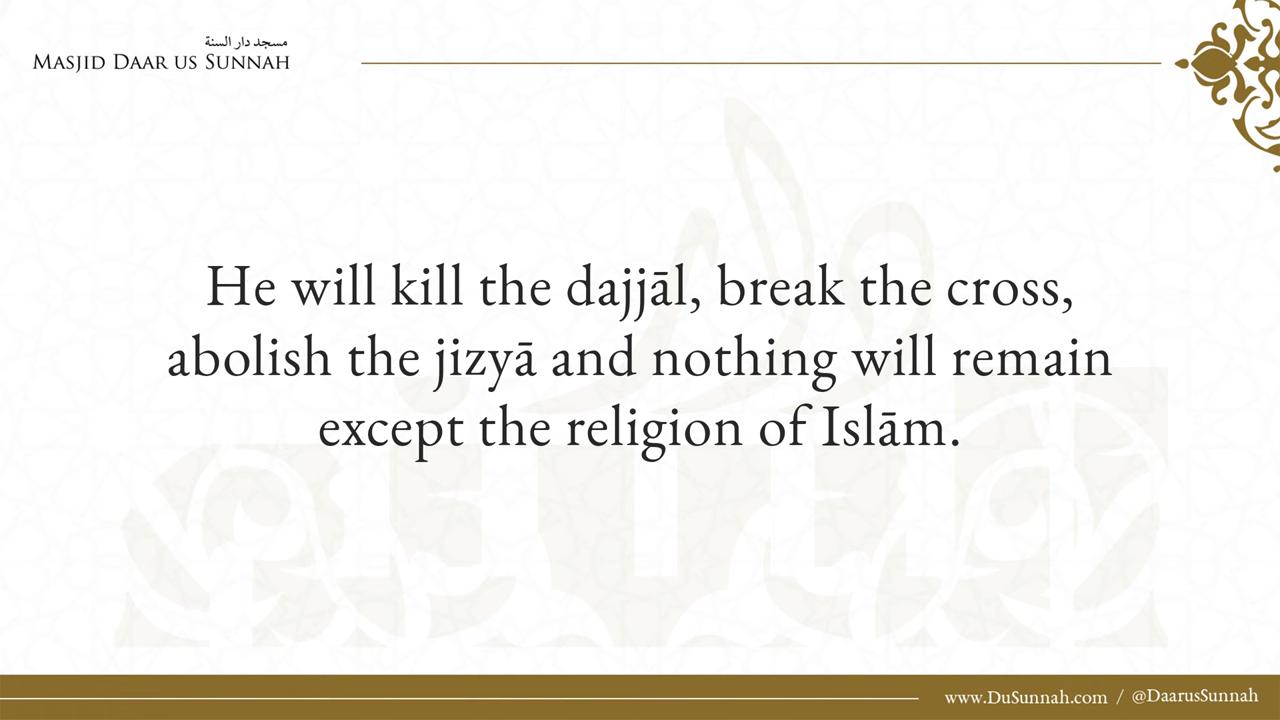 مسجد دار السنة
Masjid Daar us Sunnah
He will kill the dajjāl, break the cross,
abolish the jizyā and nothing will remain
except the religion of Islām.
www.DuSunnah.com / @DaarusSunnah